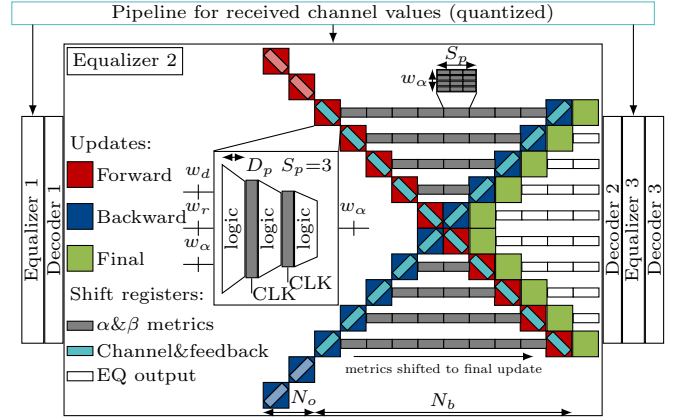 Pipeline for received channel values (quantized)
Equalizer 2
S_p
w_α
Updates:
Forward
Backward
Final
Shift registers:
α&β metrics
Channel&feedback
EQ output
D_p S_p=3
w_d
w_r
w_α
logic
logic
logic
w_α
CLK
CLK
metrics shifted to final update
N_o
N_b
Equalizer 1
Decoder 1
Decoder 2
Equalizer 3
Decoder 3